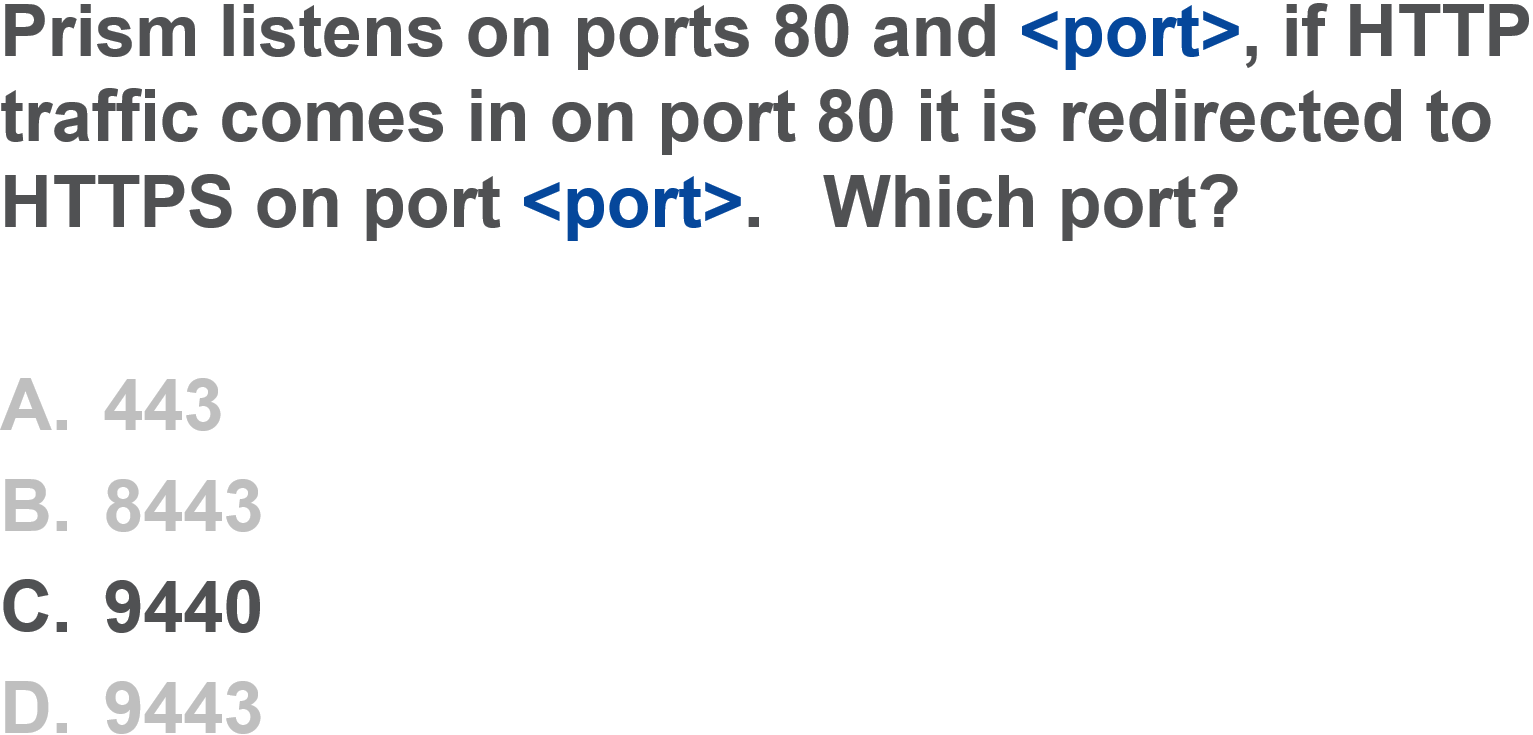 Prism listens on ports 80 and <port>, if HTTP
traffic comes in on port 80 it is redirected to
HTTPS on port <port>.   Which port?
A. 443
B. 8443
C. 9440
D. 9443